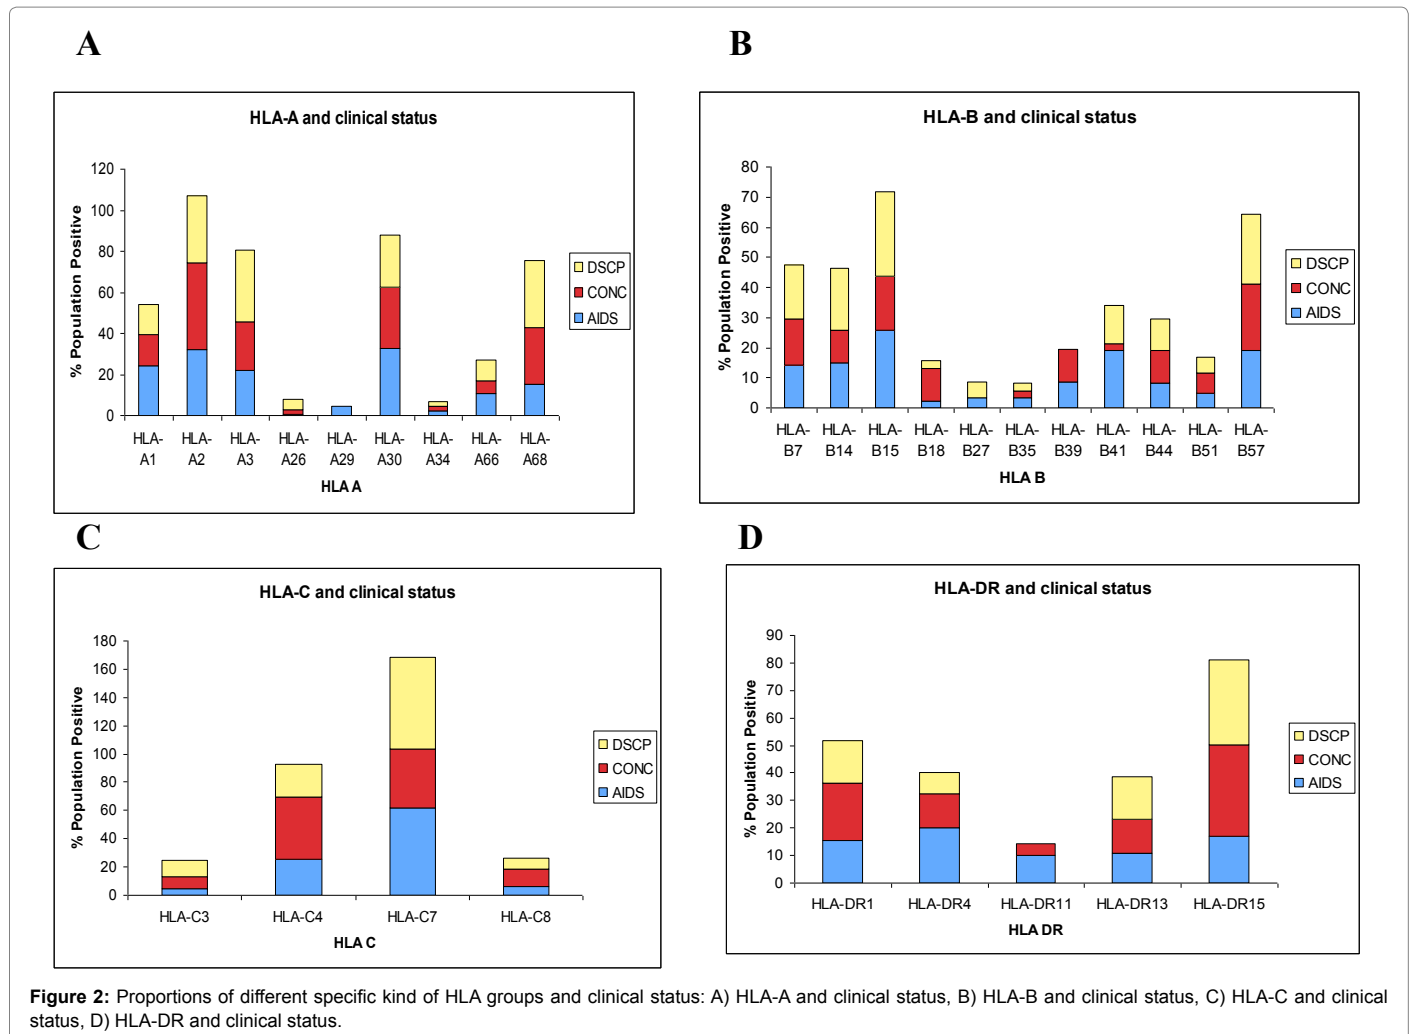 A
HLA-A and clinical status
% Population Positive
120
100
80
60
40
20
0
HLA-A1
HLA-A2
HLA-A3
HLA-A26
HLA-A29
HLA-A30
HLA-A34
HLA-A66
HLA-A68
HLA A
DSCP
CONC
AIDS
B
HLA-B and clinical status
% Population Positive
80
70
60
50
40
30
20
10
0
HLA-B7
HLA-B14
HLA-B15
HLA-B18
HLA-B27
HLA-B35
HLA-B39
HLA-B41
HLA-B44
HLA-B51
HLA-B57
HLA B
DSCP
CONC
AIDS
C
HLA-C and clinical status
% Population Positive
180
160
140
120
100
80
60
40
20
0
HLA-C3
HLA-C4
HLA-C7
HLA-C8
HLA C
DSCP
CONC
AIDS
D
HLA-DR and clinical status
% Population Positive
90
80
70
60
50
40
30
20
10
0
HLA-DR1
HLA-DR4
HLA-DR11
HLA-DR13
HLA-DR15
HLA DR
DSCP
CONC
AIDS
Figure 2: Proportions of different specific kind of HLA groups and clinical status: A) HLA-A and clinical status, B) HLA-B and clinical status, C) HLA-C and clinical
status, D) HLA-DR and clinical status.